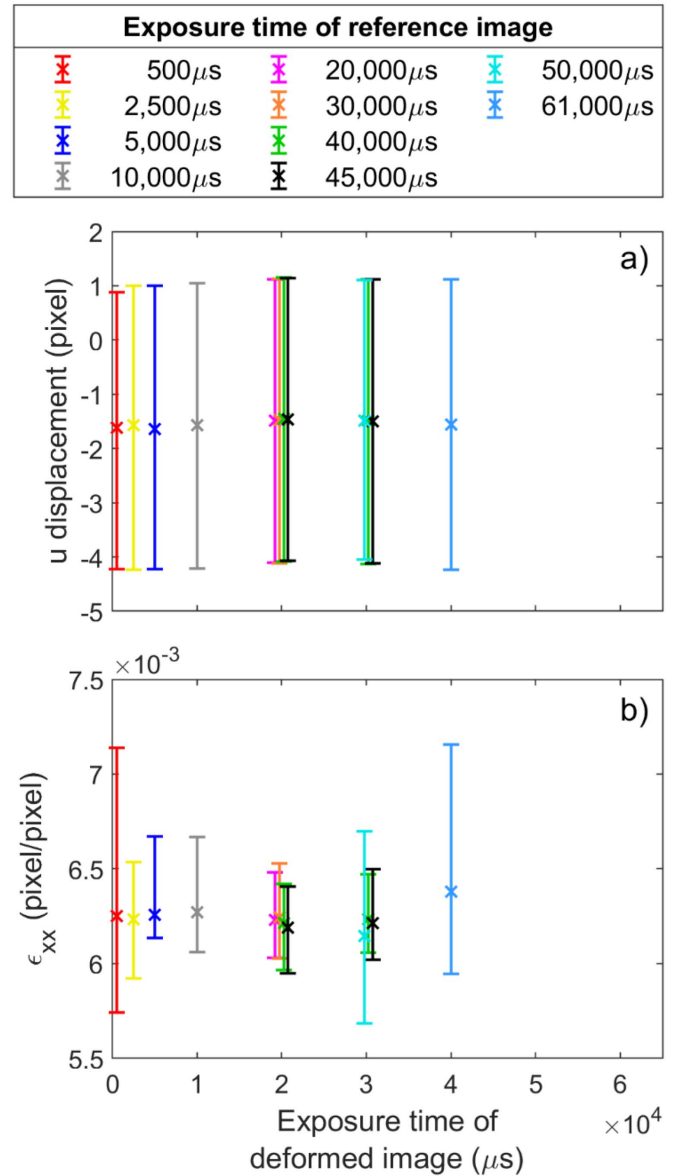 Exposure time of reference image
500μs 20,000μs 50,000μs
2,500μs 30,000μs 61,000μs
5,000μs 40,000μs
10,000μs 45,000μs
a)
2
1
0
-1
-2
-3
-4
-5
u displacement (pixel)
×10⁻³
b)
7.5
7
6.5
6
5.5
ϵxx (pixel/pixel)
0 1 2 3 4 5 6
×10⁴
Exposure time of
deformed image (μs)